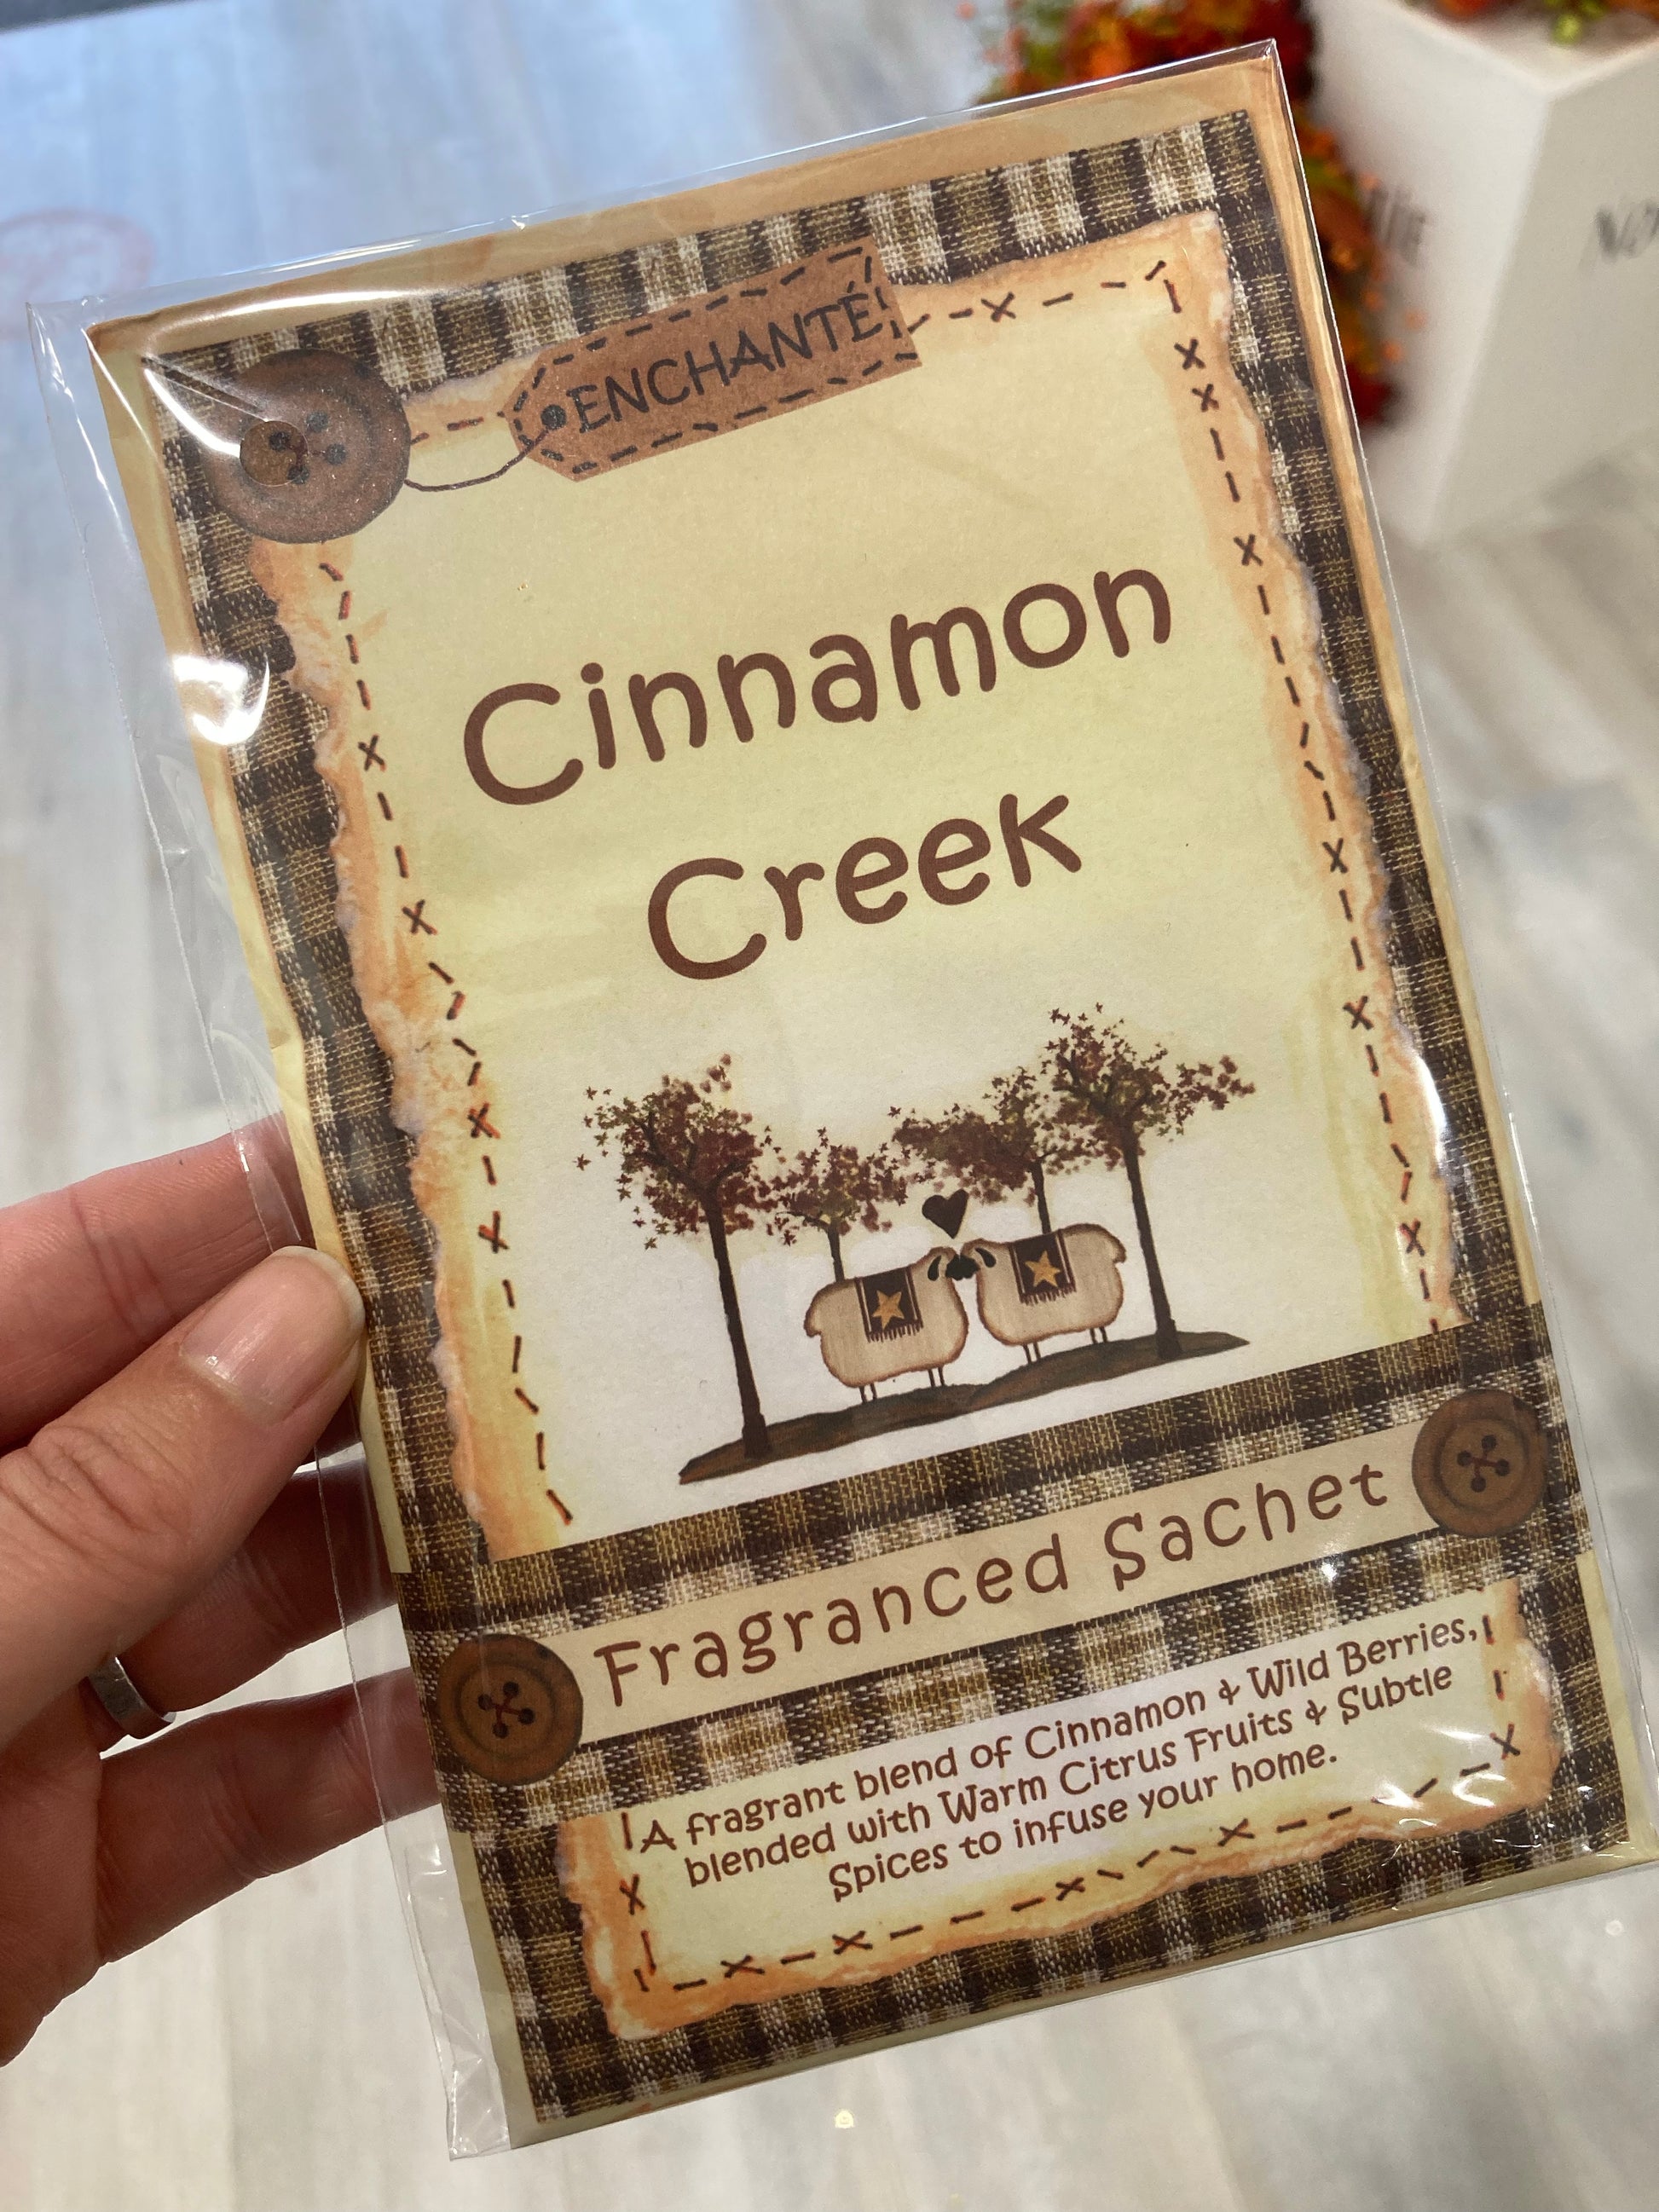 ENCHANTÉ
Cinnamon
Creek
Fragranced Sachet
A fragrant blend of Cinnamon & Wild Berries,
blended with Warm Citrus Fruits & Subtle
Spices to infuse your home.